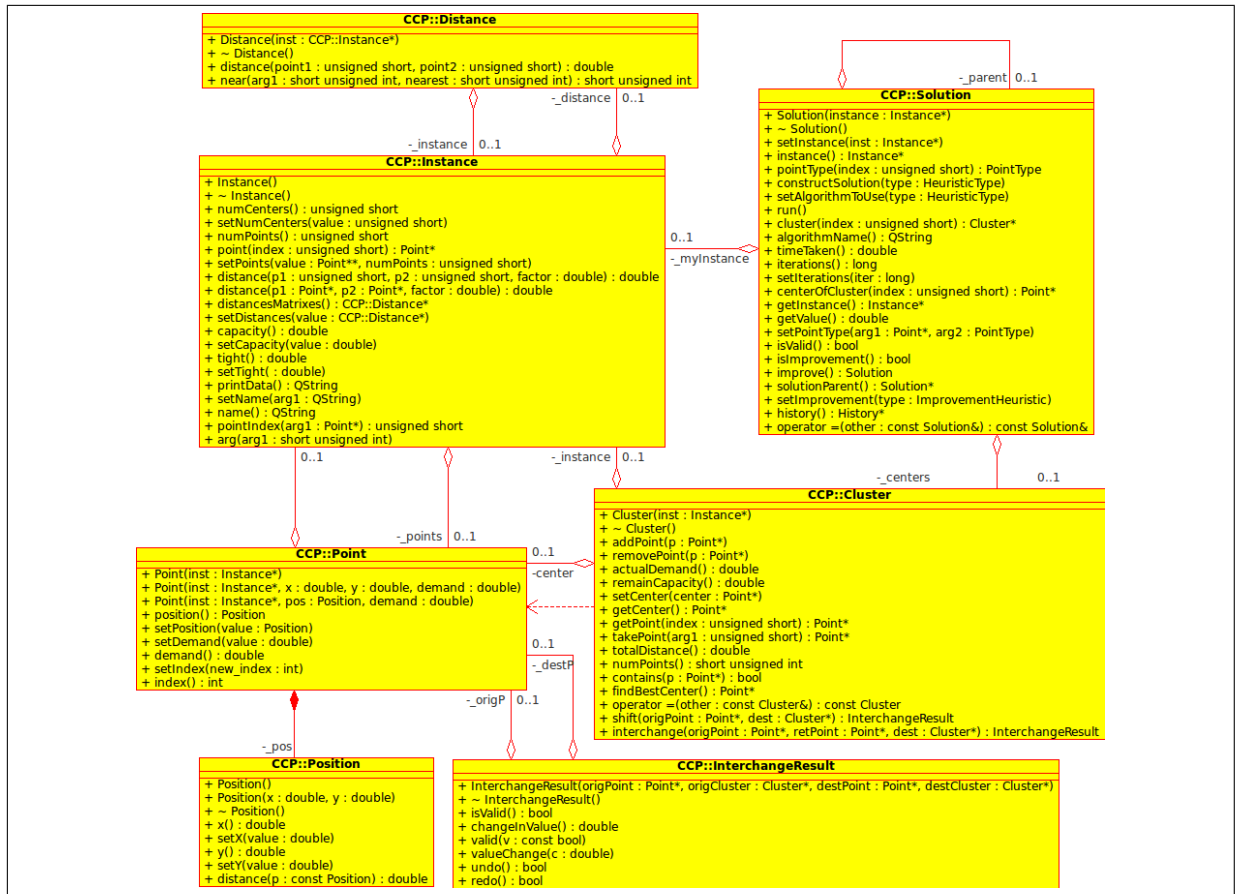 CCP::Distance
+ Distance(inst : CCP::Instance*)
+ ~ Distance()
+ distance(point1 : unsigned short, point2 : unsigned short) : double
+ near(arg1 : short unsigned int, nearest : short unsigned int) : short unsigned int
-_distance 0..1
-_instance 0..1
-_parent 0..1
CCP::Solution
+ Solution(instance : Instance*)
+ ~ Solution()
+ setInstance(inst : Instance*)
+ instance() : Instance*
+ pointType(index : unsigned short) : PointType
+ constructSolution(type : HeuristicType)
+ setAlgorithmToUse(type : HeuristicType)
+ run()
+ cluster(index : unsigned short) : Cluster*
+ algorithmName() : QString
+ timeTaken() : double
+ iterations() : long
+ setIterations(iter : long)
+ centerOfCluster(index : unsigned short) : Point*
+ getInstance() : Instance*
+ getValue() : double
+ setPointType(arg1 : Point*, arg2 : PointType)
+ isValid() : bool
+ isImprovement() : bool
+ improve() : Solution
+ solutionParent() : Solution*
+ setImprovement(type : ImprovementHeuristic)
+ history() : History*
+ operator =(other : const Solution&) : const Solution&
CCP::Instance
+ Instance()
+ ~ Instance()
+ numCenters() : unsigned short
+ setNumCenters(value : unsigned short)
+ numPoints() : unsigned short
+ point(index : unsigned short) : Point*
+ setPoints(value : Point**, numPoints : unsigned short)
+ distance(p1 : unsigned short, p2 : unsigned short, factor : double) : double
+ distance(p1 : Point*, p2 : Point*, factor : double) : double
+ distancesMatrixes() : CCP::Distance*
+ setDistances(value : CCP::Distance*)
+ capacity() : double
+ setCapacity(value : double)
+ tight() : double
+ setTight( : double)
+ printData() : QString
+ setName(arg1 : QString)
+ name() : QString
+ pointIndex(arg1 : Point*) : unsigned short
+ arg(arg1 : short unsigned int)
0..1
-_myInstance
0..1
-_instance 0..1
-_centers 0..1
-_points 0..1
CCP::Cluster
+ Cluster(inst : Instance*)
+ ~ Cluster()
+ addPoint(p : Point*)
+ removePoint(p : Point*)
+ actualDemand() : double
+ remainCapacity() : double
+ setCenter(center : Point*)
+ getCenter() : Point*
+ getPoint(index : unsigned short) : Point*
+ takePoint(arg1 : unsigned short) : Point*
+ totalDistance() : double
+ numPoints() : short unsigned int
+ contains(p : Point*) : bool
+ findBestCenter() : Point*
+ operator =(other : const Cluster&) : const Cluster
+ shift(origPoint : Point*, dest : Cluster*) : InterchangeResult
+ interchange(origPoint : Point*, retPoint : Point*, dest : Cluster*) : InterchangeResult
CCP::Point
+ Point(inst : Instance*)
+ Point(inst : Instance*, x : double, y : double, demand : double)
+ Point(inst : Instance*, pos : Position, demand : double)
+ position() : Position
+ setPosition(value : Position)
+ setDemand(value : double)
+ demand() : double
+ setIndex(new_index : int)
+ index() : int
0..1
-center
0..1
-_destP
-_origP 0..1
-_pos
CCP::Position
+ Position()
+ Position(x : double, y : double)
+ ~ Position()
+ x() : double
+ setX(value : double)
+ y() : double
+ setY(value : double)
+ distance(p : const Position) : double
CCP::InterchangeResult
+ InterchangeResult(origPoint : Point*, origCluster : Cluster*, destPoint : Point*, destCluster : Cluster*)
+ ~ InterchangeResult()
+ isValid() : bool
+ changeInValue() : double
+ valid(v : const bool)
+ valueChange(c : double)
+ undo() : bool
+ redo() : bool